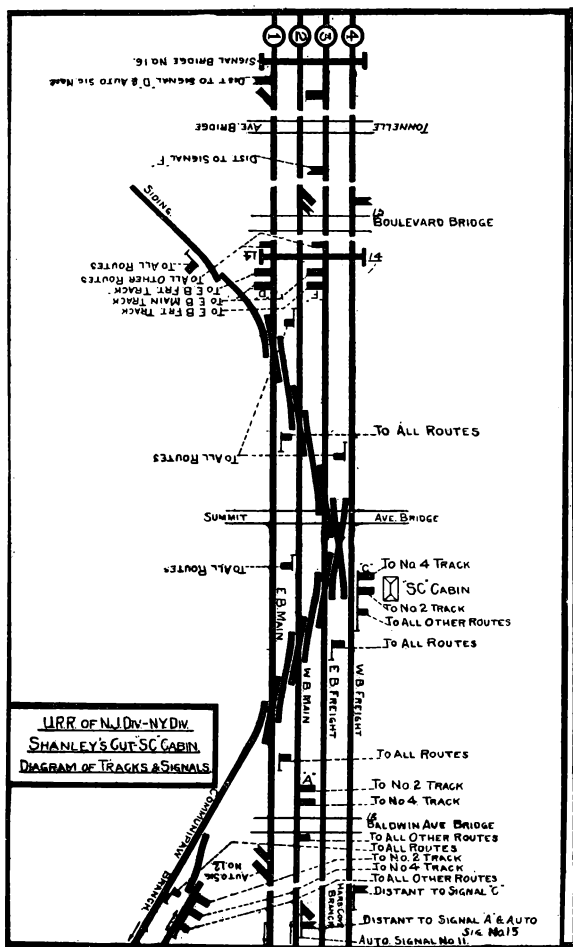 1 2 3 4
SIGNAL BRIDGE No. 16.
DIST TO SIGNAL "D" & AUTO SIG No 12
AVE. BRIDGE
TONNELLE
DIST TO SIGNAL "F"
SIDING.
15
BOULEVARD BRIDGE
14
14
TO ALL ROUTES
TO ALL OTHER ROUTES
TO E B FRT. TRACK
TO E B MAIN TRACK
TO E B FRT. TRACK
D
F
TO ALL ROUTES
TO ALL ROUTES
SUMMIT
AVE. BRIDGE
TO ALL ROUTES
C
TO No 4 TRACK
"SC" CABIN
TO No 2 TRACK
TO ALL OTHER ROUTES
TO ALL ROUTES
E B MAIN
W B MAIN
E B FREIGHT
W B FREIGHT
U.R.R. OF N.J. DIV-N.Y DIV.
SHANLEY'S CUT-"SC" CABIN
DIAGRAM OF TRACKS & SIGNALS
TO ALL ROUTES
"A"
TO No 2 TRACK
TO No 4 TRACK
BALDWIN AVE BRIDGE
TO ALL OTHER ROUTES
TO ALL ROUTES
TO No. 2 TRACK
TO No 4 TRACK
TO ALL OTHER ROUTES
DISTANT TO SIGNAL "C"
COMMUNIPAW
BRANCH
AUTO SIG
No. 12
HARS COVE
BRANCH
DISTANT TO SIGNAL "A" & AUTO
SIG No 15
AUTO. SIGNAL No 11.